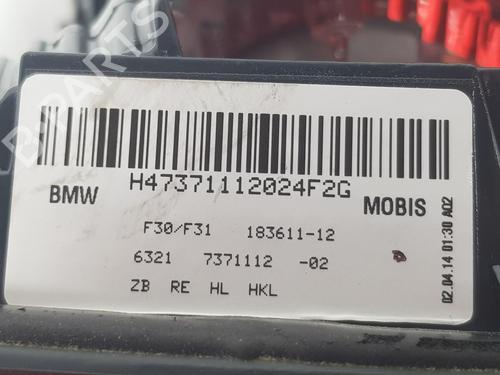 H47371112024F2G
BMW
MOBIS
F30/F31 183611-12
6321 7371112 -02
ZB RE HL HKL
02.04.14 01:30 A02
B-PARTS